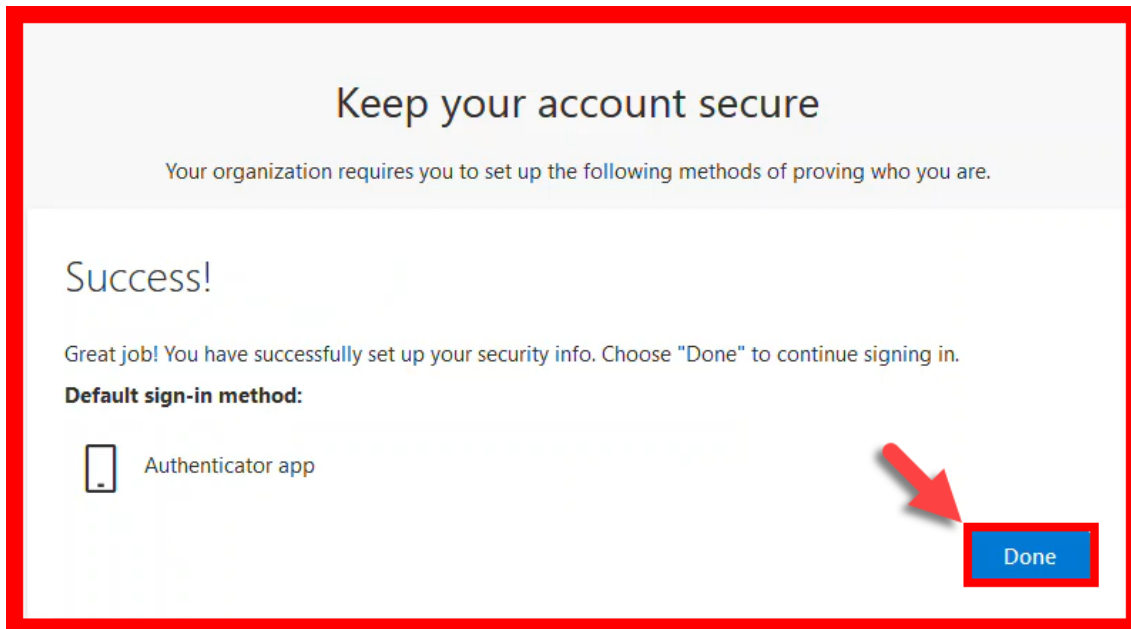 Keep your account secure
Your organization requires you to set up the following methods of proving who you are.
Success!
Great job! You have successfully set up your security info. Choose "Done" to continue signing in.
Default sign-in method:
Authenticator app
Done